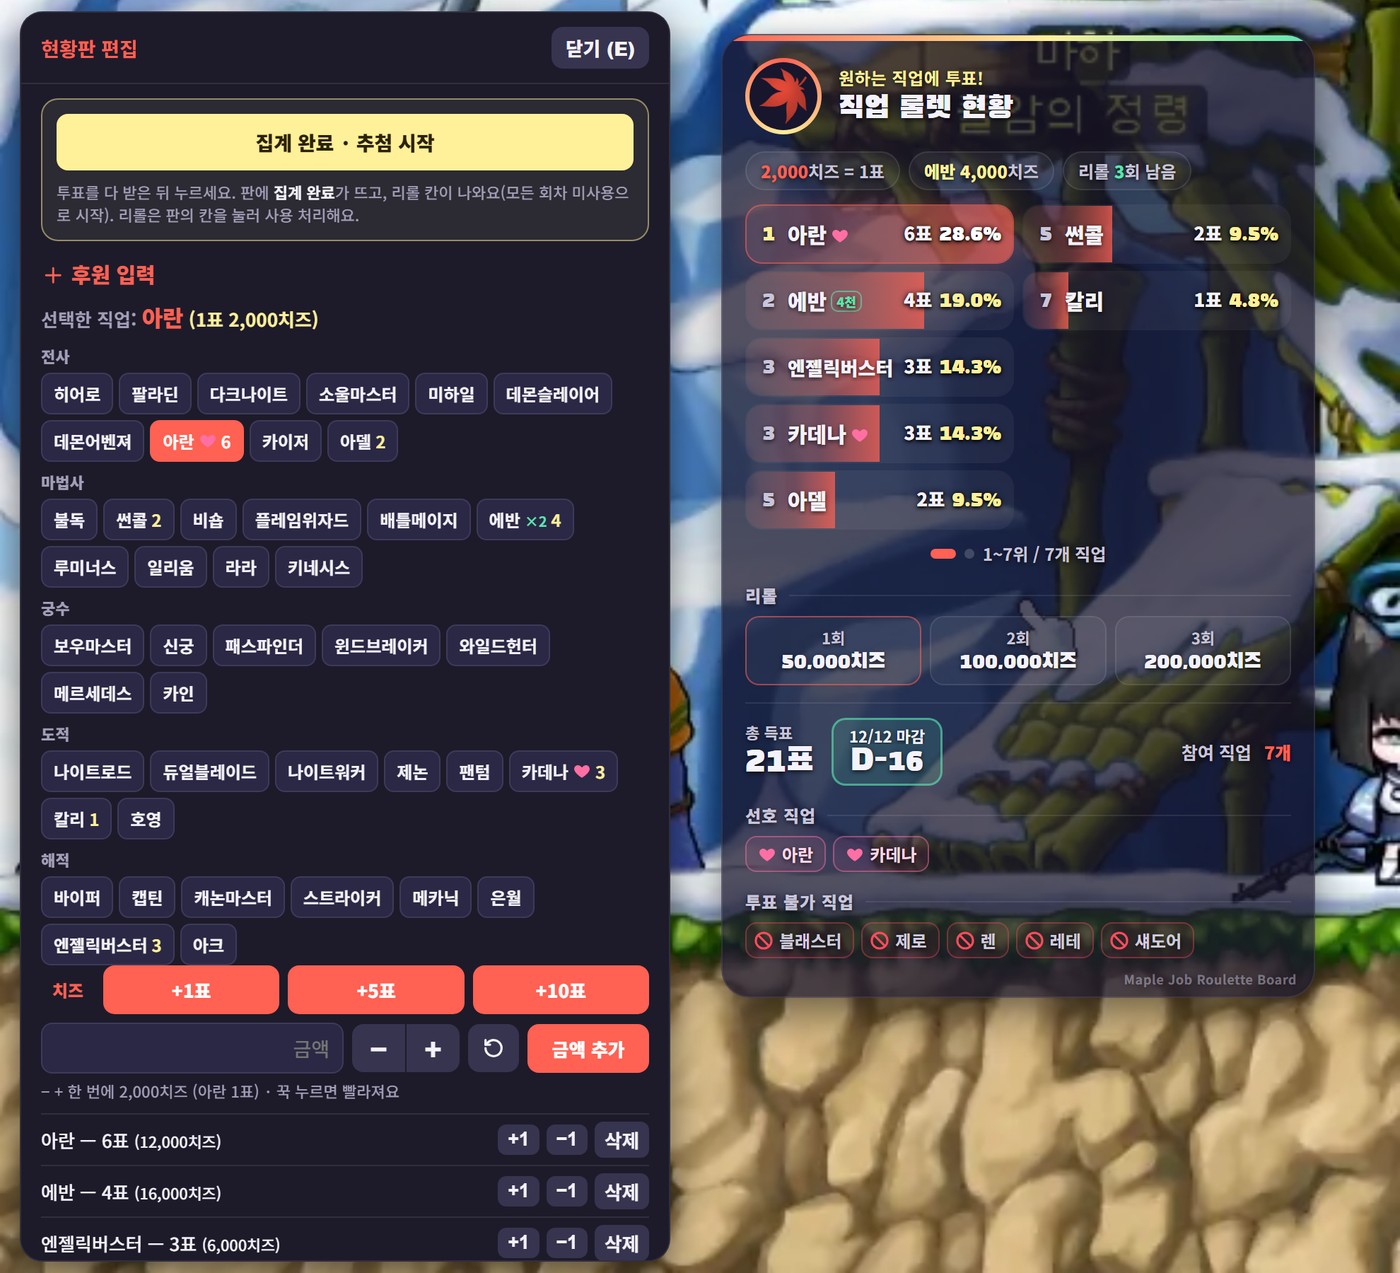 현황판 편집
닫기 (E)
집계 완료 · 추첨 시작
투표를 다 받은 뒤 누르세요. 판에 집계 완료가 뜨고, 리롤 칸이 나와요(모든 회차 미사용으
로 시작). 리롤은 판의 칸을 눌러 사용 처리해요.
+ 후원 입력
선택한 직업: 아란 (1표 2,000치즈)
전사
히어로 팔라딘 다크나이트 소울마스터 미하일 데몬슬레이어
데몬어벤져 아란 6 카이저 아델 2
마법사
불독 썬콜 2 비숍 플레임위자드 배틀메이지 에반 ×2 4
루미너스 일리움 라라 키네시스
궁수
보우마스터 신궁 패스파인더 윈드브레이커 와일드헌터
메르세데스 카인
도적
나이트로드 듀얼블레이드 나이트워커 제논 팬텀 카데나 3
칼리 1 호영
해적
바이퍼 캡틴 캐논마스터 스트라이커 메카닉 은월
엔젤릭버스터 3 아크
치즈 +1표 +5표 +10표
금액 − + 금액 추가
− + 한 번에 2,000치즈 (아란 1표) · 꾹 누르면 빨라져요
아란 — 6표 (12,000치즈) +1 −1 삭제
에반 — 4표 (16,000치즈) +1 −1 삭제
엔젤릭버스터 — 3표 (6,000치즈) +1 −1 삭제
마하
암의 정령
원하는 직업에 투표!
직업 룰렛 현황
2,000치즈 = 1표 에반 4,000치즈 리롤 3회 남음
1 아란 6표 28.6%
2 에반 4천 4표 19.0%
3 엔젤릭버스터 3표 14.3%
3 카데나 3표 14.3%
5 아델 2표 9.5%
5 썬콜 2표 9.5%
7 칼리 1표 4.8%
1~7위 / 7개 직업
리롤
1회
50,000치즈
2회
100,000치즈
3회
200,000치즈
총 득표
21표
12/12 마감
D-16
참여 직업 7개
선호 직업
아란 카데나
투표 불가 직업
블래스터 제로 렌 레테 섀도어
Maple Job Roulette Board